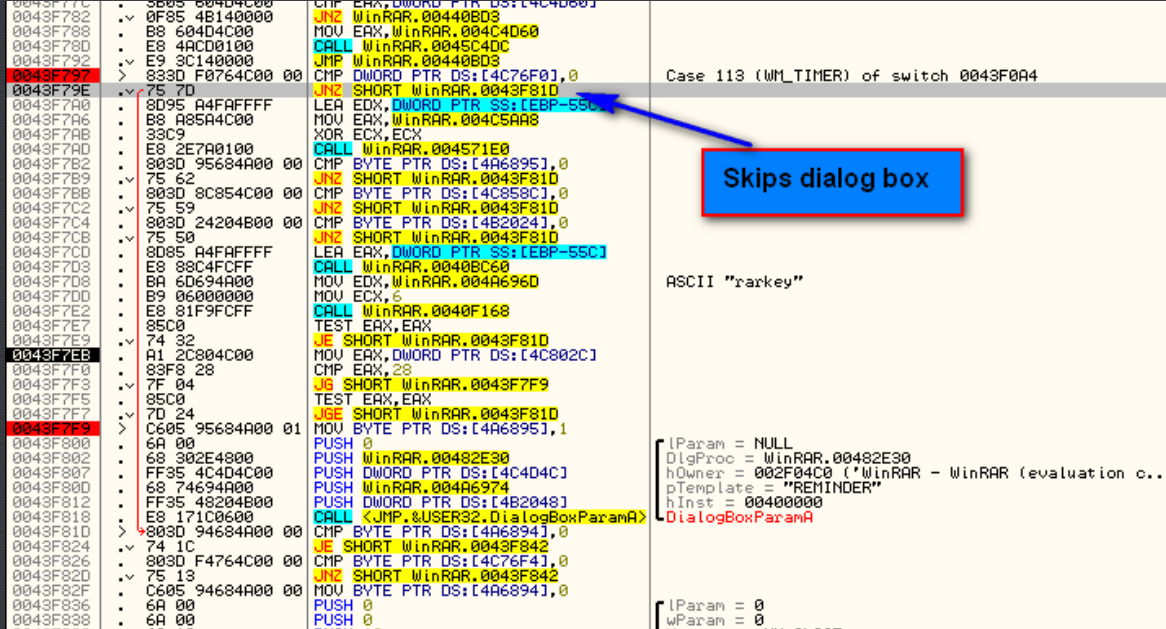 0043F77C . 3B05 604D4C00 CMP EAX,DWORD PTR DS:[4C4D60]
0043F782 .v 0F85 4B140000 JNZ WinRAR.00440BD3
0043F788 . B8 604D4C00 MOV EAX,WinRAR.004C4D60
0043F78D . E8 4ACD0100 CALL WinRAR.0045C4DC
0043F792 .v E9 3C140000 JMP WinRAR.00440BD3
0043F797 > 833D F0764C00 00 CMP DWORD PTR DS:[4C76F0],0 Case 113 (WM_TIMER) of switch 0043F0A4
0043F79E .v 75 7D JNZ SHORT WinRAR.0043F81D
0043F7A0 . 8D95 A4FAFFFF LEA EDX,DWORD PTR SS:[EBP-55C]
0043F7A6 . B8 A85A4C00 MOV EAX,WinRAR.004C5AA8
0043F7AB . 33C9 XOR ECX,ECX
0043F7AD . E8 2E7A0100 CALL WinRAR.004571E0
0043F7B2 . 803D 95684A00 00 CMP BYTE PTR DS:[4A6895],0
0043F7B9 .v 75 62 JNZ SHORT WinRAR.0043F81D
0043F7BB . 803D 8C854C00 00 CMP BYTE PTR DS:[4C858C],0
0043F7C2 .v 75 59 JNZ SHORT WinRAR.0043F81D
0043F7C4 . 803D 24204B00 00 CMP BYTE PTR DS:[4B2024],0
0043F7CB .v 75 50 JNZ SHORT WinRAR.0043F81D
0043F7CD . 8D85 A4FAFFFF LEA EAX,DWORD PTR SS:[EBP-55C]
0043F7D3 . E8 88C4FCFF CALL WinRAR.0040BC60
0043F7D8 . BA 6D694A00 MOV EDX,WinRAR.004A696D ASCII "rarkey"
0043F7DD . B9 06000000 MOV ECX,6
0043F7E2 . E8 81F9FCFF CALL WinRAR.0040F168
0043F7E7 . 85C0 TEST EAX,EAX
0043F7E9 .v 74 32 JE SHORT WinRAR.0043F81D
0043F7EB . A1 2C804C00 MOV EAX,DWORD PTR DS:[4C802C]
0043F7F0 . 83F8 28 CMP EAX,28
0043F7F3 .v 7F 04 JG SHORT WinRAR.0043F7F9
0043F7F5 . 85C0 TEST EAX,EAX
0043F7F7 .v 7D 24 JGE SHORT WinRAR.0043F81D
0043F7F9 > C605 95684A00 01 MOV BYTE PTR DS:[4A6895],1
0043F800 . 6A 00 PUSH 0 lParam = NULL
0043F802 . 68 302E4800 PUSH WinRAR.00482E30 DlgProc = WinRAR.00482E30
0043F807 . FF35 4C4D4C00 PUSH DWORD PTR DS:[4C4D4C] hOwner = 002F04C0 ('WinRAR - WinRAR (evaluation c..
0043F80D . 68 74694A00 PUSH WinRAR.004A6974 pTemplate = "REMINDER"
0043F812 . FF35 48204B00 PUSH DWORD PTR DS:[4B2048] hInst = 00400000
0043F818 . E8 171C0600 CALL <JMP.&USER32.DialogBoxParamA> DialogBoxParamA
0043F81D > 803D 94684A00 00 CMP BYTE PTR DS:[4A6894],0
0043F824 .v 74 1C JE SHORT WinRAR.0043F842
0043F826 . 803D F4764C00 00 CMP BYTE PTR DS:[4C76F4],0
0043F82D .v 75 13 JNZ SHORT WinRAR.0043F842
0043F82F . C605 94684A00 00 MOV BYTE PTR DS:[4A6894],0
0043F836 . 6A 00 PUSH 0 lParam = 0
0043F838 . 6A 00 PUSH 0 wParam = 0
Skips dialog box